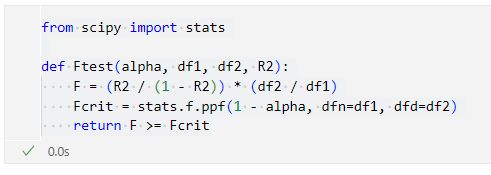 from scipy import stats
def Ftest(alpha, df1, df2, R2):
    F = (R2 / (1 - R2)) * (df2 / df1)
    Fcrit = stats.f.ppf(1 - alpha, dfn=df1, dfd=df2)
    return F >= Fcrit
✓ 0.0s